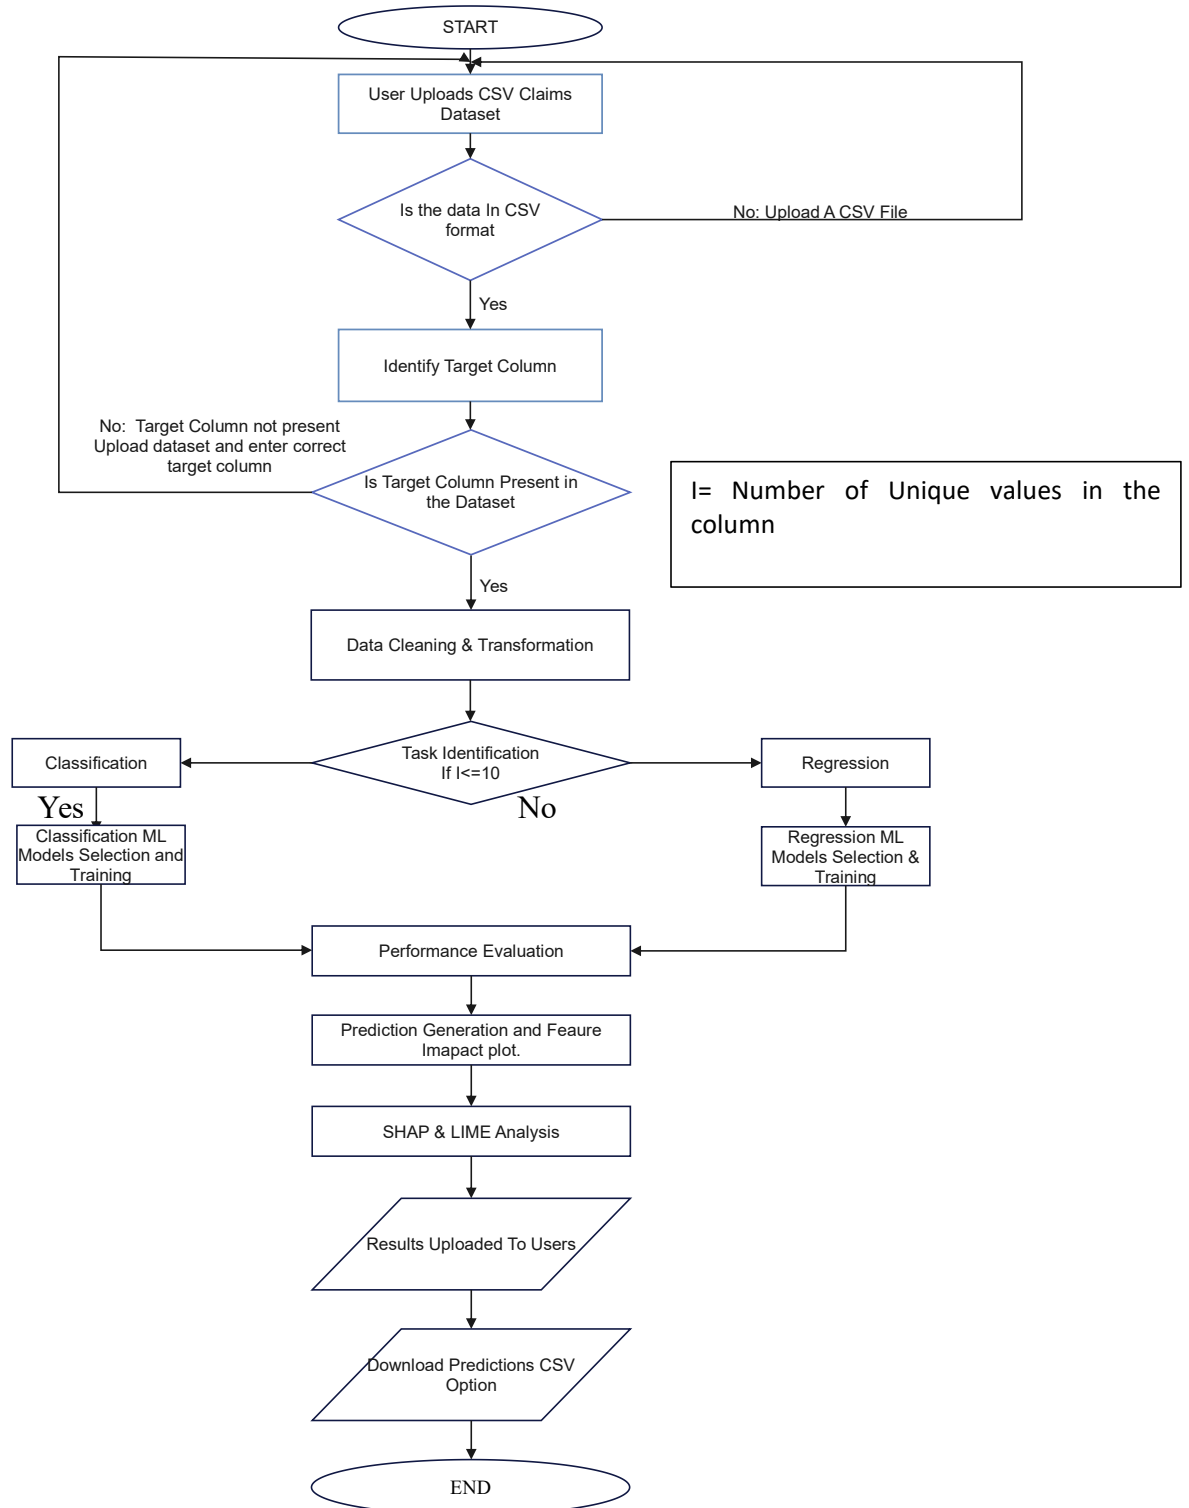 START
User Uploads CSV Claims
Dataset
Is the data In CSV
format
No: Upload A CSV File
Yes
Identify Target Column
No:  Target Column not present
Upload dataset and enter correct
target column
Is Target Column Present in
the Dataset
I= Number of Unique values in the
column
Yes
Data Cleaning & Transformation
Classification
Task Identification
If I<=10
Regression
Yes
No
Classification ML
Models Selection and
Training
Regression ML
Models Selection &
Training
Performance Evaluation
Prediction Generation and Feaure
Imapact plot.
SHAP & LIME Analysis
Results Uploaded To Users
Download Predictions CSV
Option
END